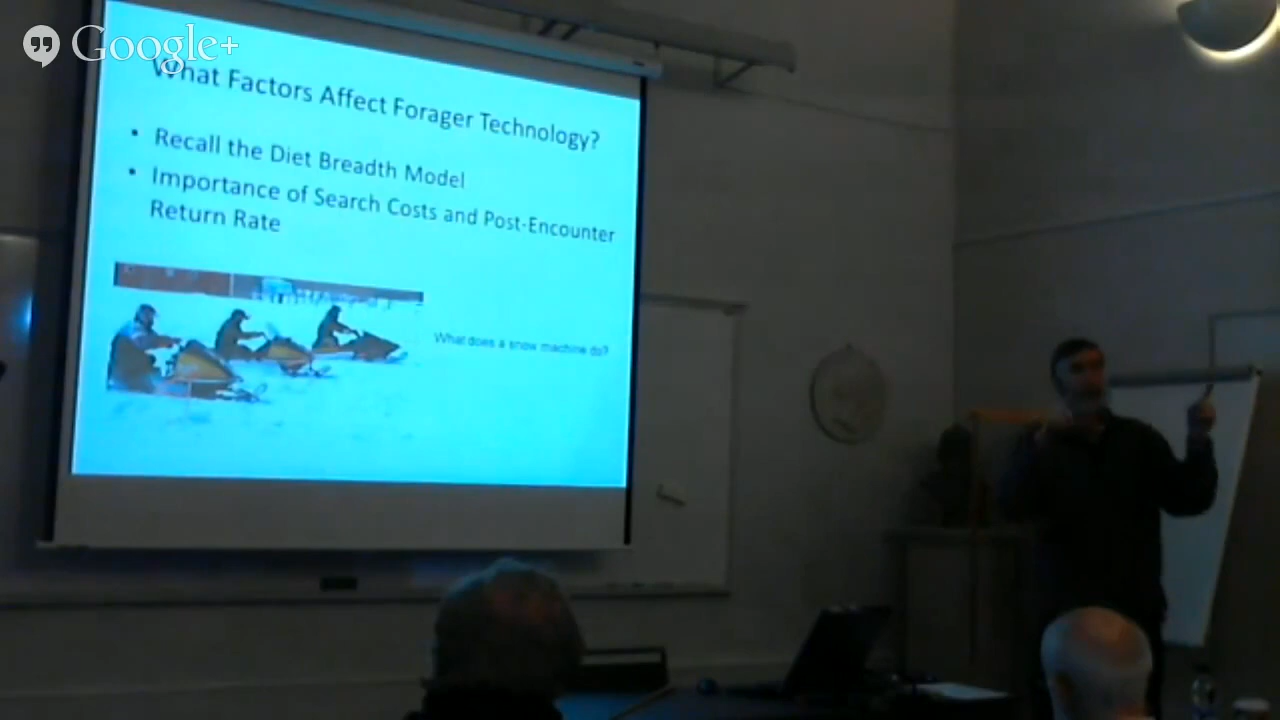 Google+
What Factors Affect Forager Technology?
• Recall the Diet Breadth Model
• Importance of Search Costs and Post-Encounter
Return Rate
What does a snow machine do?